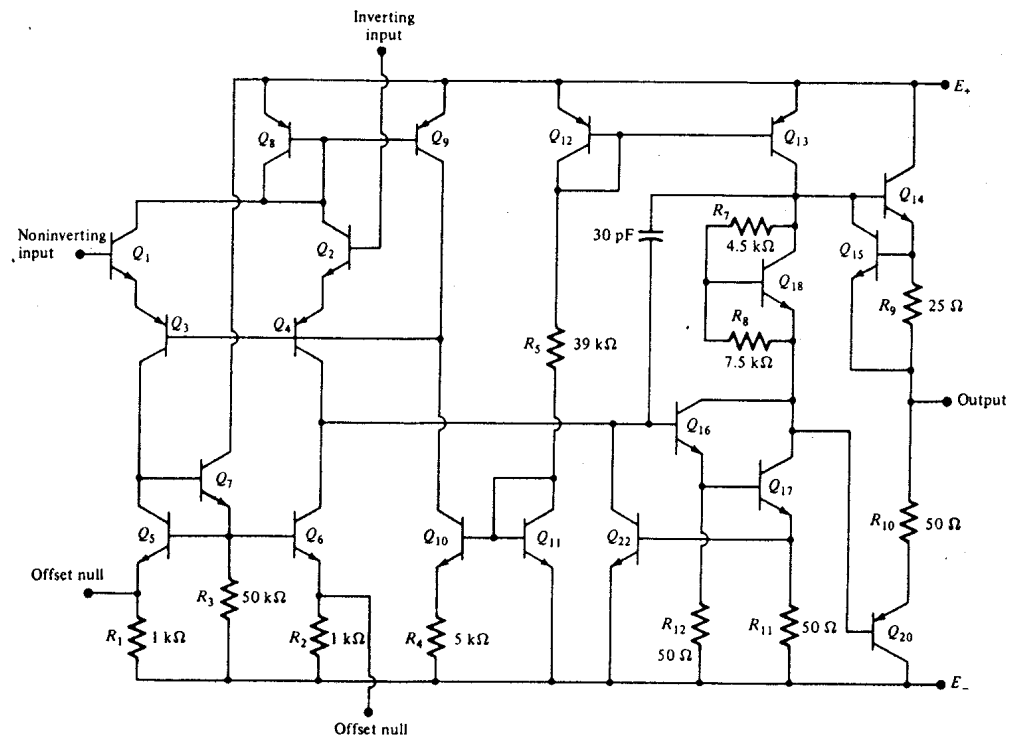 Inverting
input
E+
Q8
Q9
Q12
Q13
Q14
Noninverting
input
Q1
Q2
30 pF
R7
4.5 kΩ
Q15
Q18
R9
25 Ω
Q3
Q4
R5
39 kΩ
R8
7.5 kΩ
Output
Q16
Q7
Q17
Q5
Q6
Q10
Q11
Q22
R10
50 Ω
Offset null
R3
50 kΩ
R1
1 kΩ
R2
1 kΩ
R4
5 kΩ
R12
50 Ω
R11
50 Ω
Q20
E−
Offset null